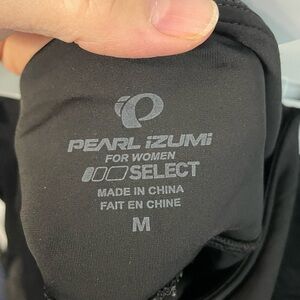 PEARL iZUMi
FOR WOMEN
SELECT
MADE IN CHINA
FAIT EN CHINE
M